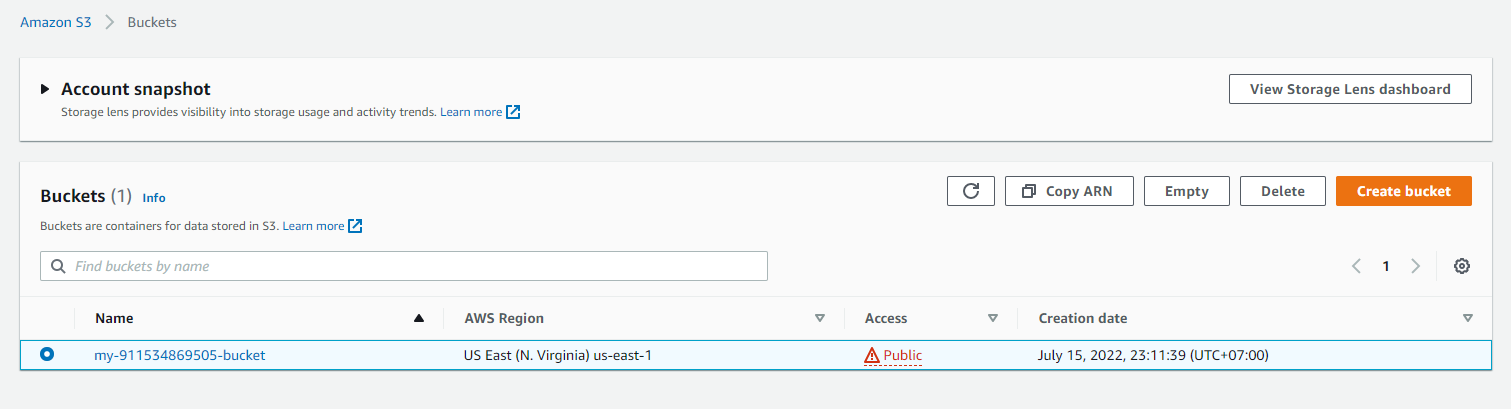 Amazon S3 > Buckets
Account snapshot
View Storage Lens dashboard
Storage lens provides visibility into storage usage and activity trends. Learn more
Buckets (1) Info
Copy ARN Empty Delete Create bucket
Buckets are containers for data stored in S3. Learn more
Find buckets by name
1
Name AWS Region Access Creation date
my-911534869505-bucket US East (N. Virginia) us-east-1 Public July 15, 2022, 23:11:39 (UTC+07:00)